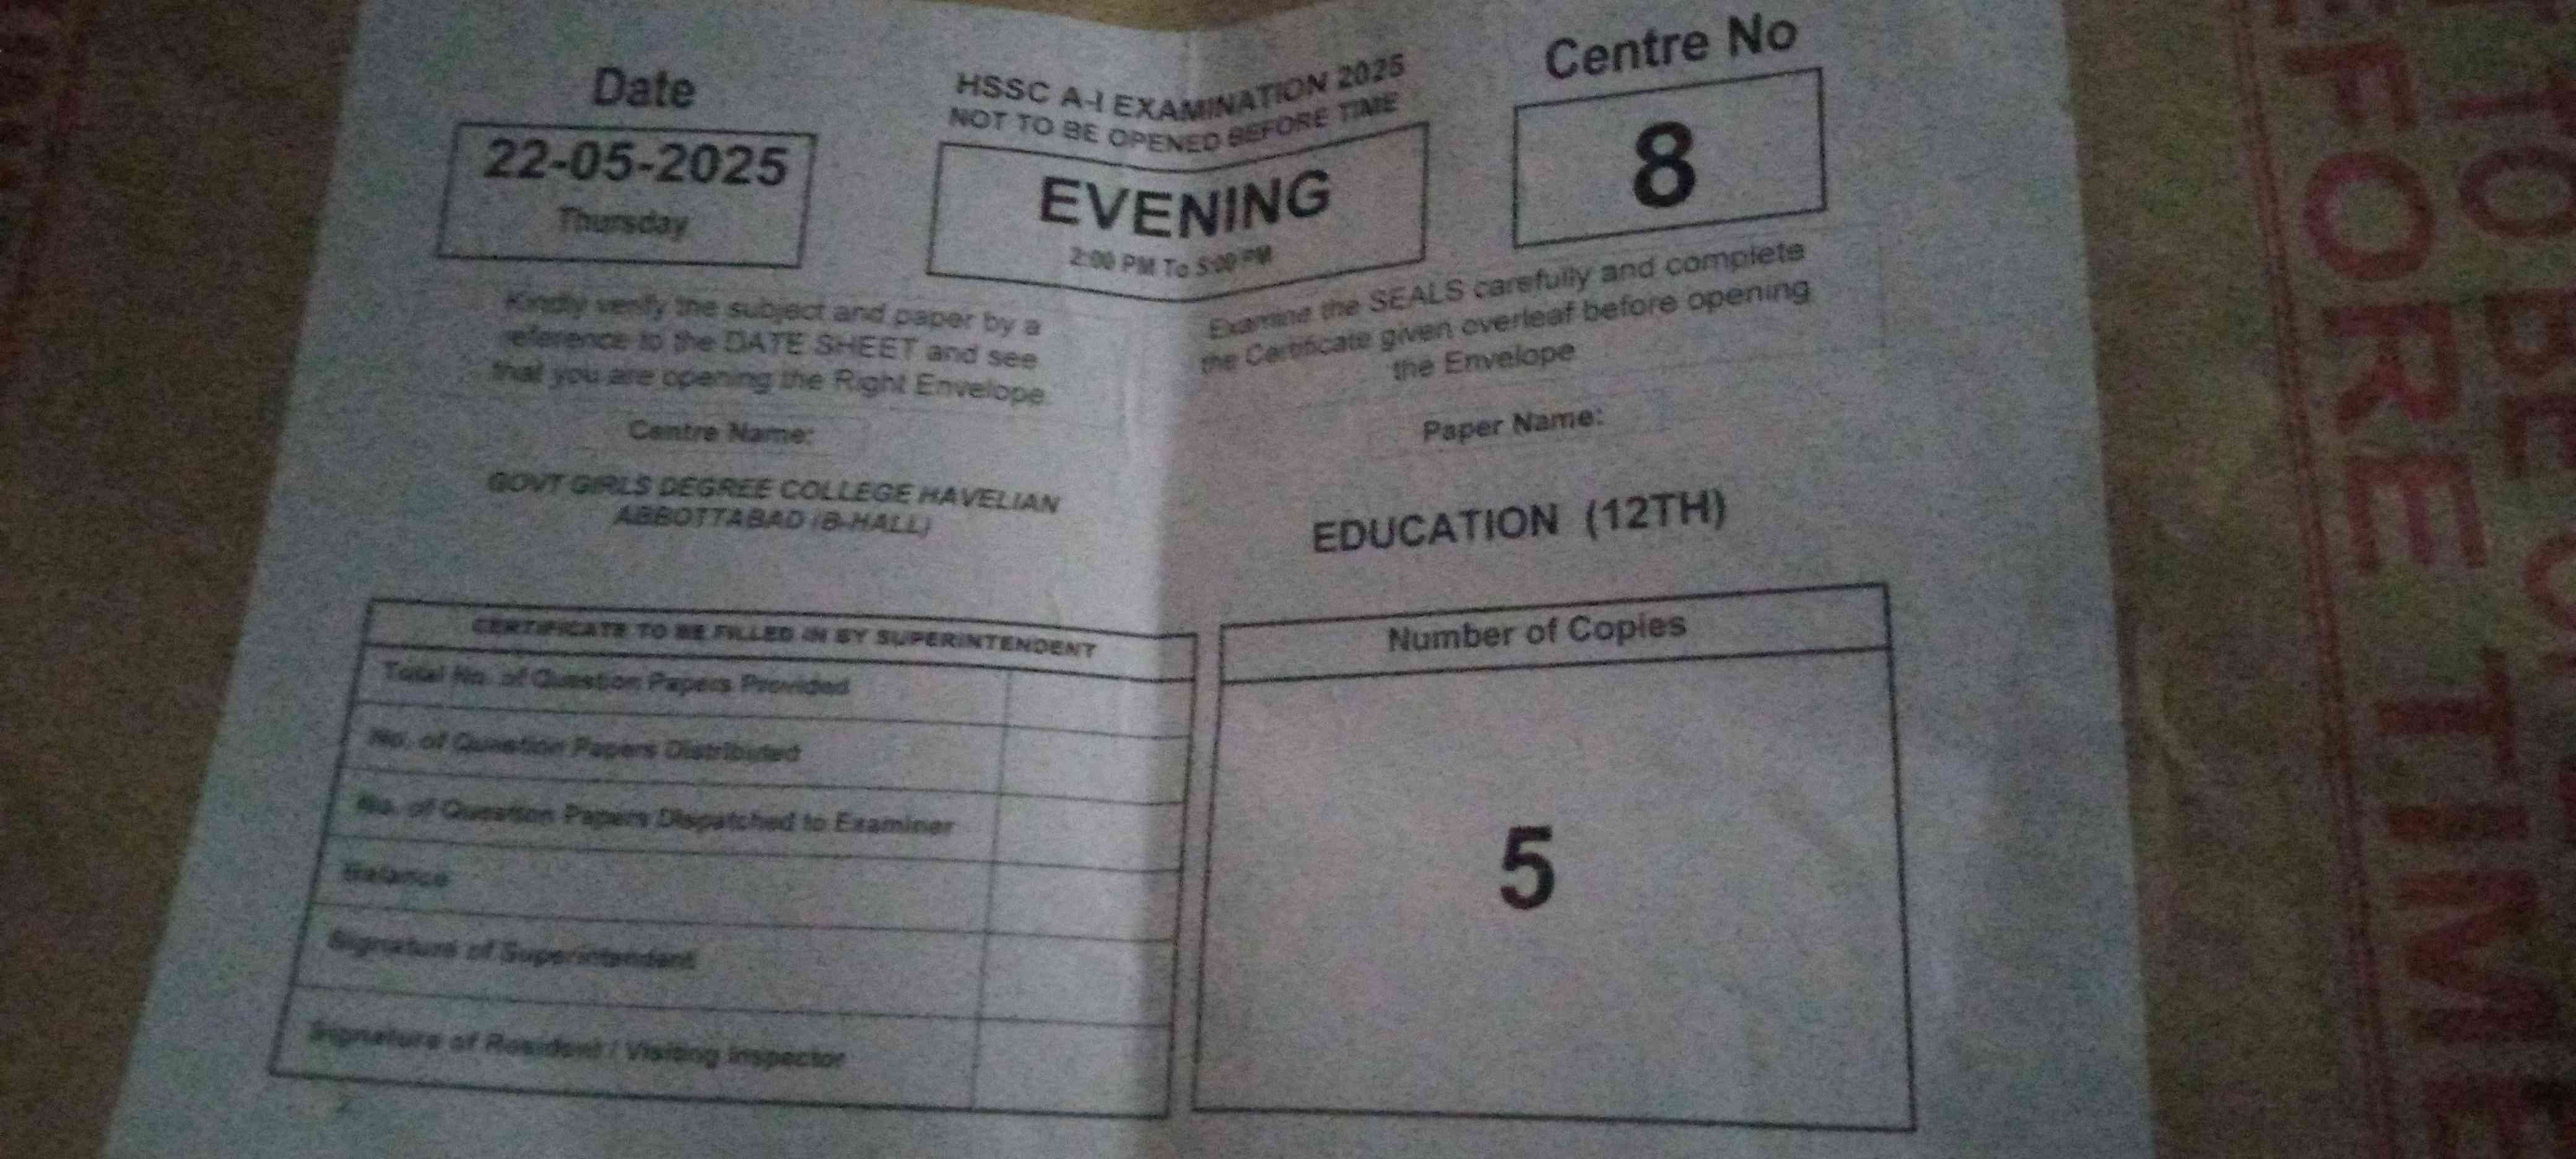 Date
22-05-2025
Thursday
HSSC A-I EXAMINATION 2025
NOT TO BE OPENED BEFORE TIME
EVENING
2:00 PM To 5:00 PM
Centre No
8
Kindly verify the subject and paper by a
reference to the DATE SHEET and see
that you are opening the Right Envelope
Examine the SEALS carefully and complete
the Certificate given overleaf before opening
the Envelope
Centre Name:
GOVT GIRLS DEGREE COLLEGE HAVELIAN
ABBOTTABAD (B-HALL)
Paper Name:
EDUCATION (12TH)
CERTIFICATE TO BE FILLED IN BY SUPERINTENDENT
Total No. of Question Papers Provided
No. of Question Papers Distributed
No. of Question Papers Dispatched to Examiner
Balance
Signature of Superintendent
Signature of Resident / Visiting Inspector
Number of Copies
5
TO BE
FORE TIME